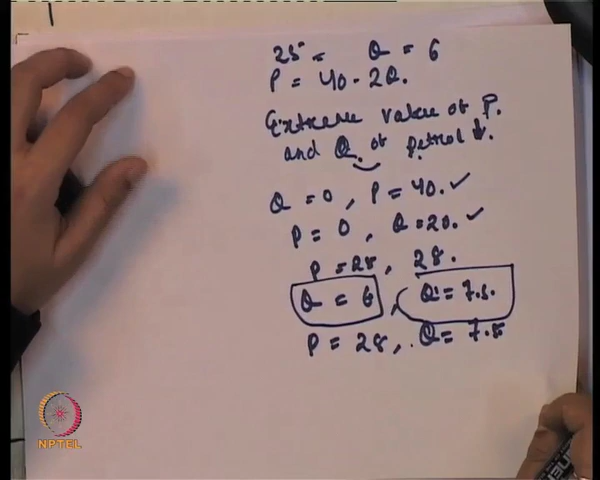 25 = Q = 6
P = 40 - 2Q.
Extreme value of P.
and Q. of petrol ↓.
Q = 0, P = 40. ✓
P = 0, Q = 20. ✓
P = 28, 28.
Q = 6, Q' = 7.5.
P = 28, Q = 7.5
NPTEL